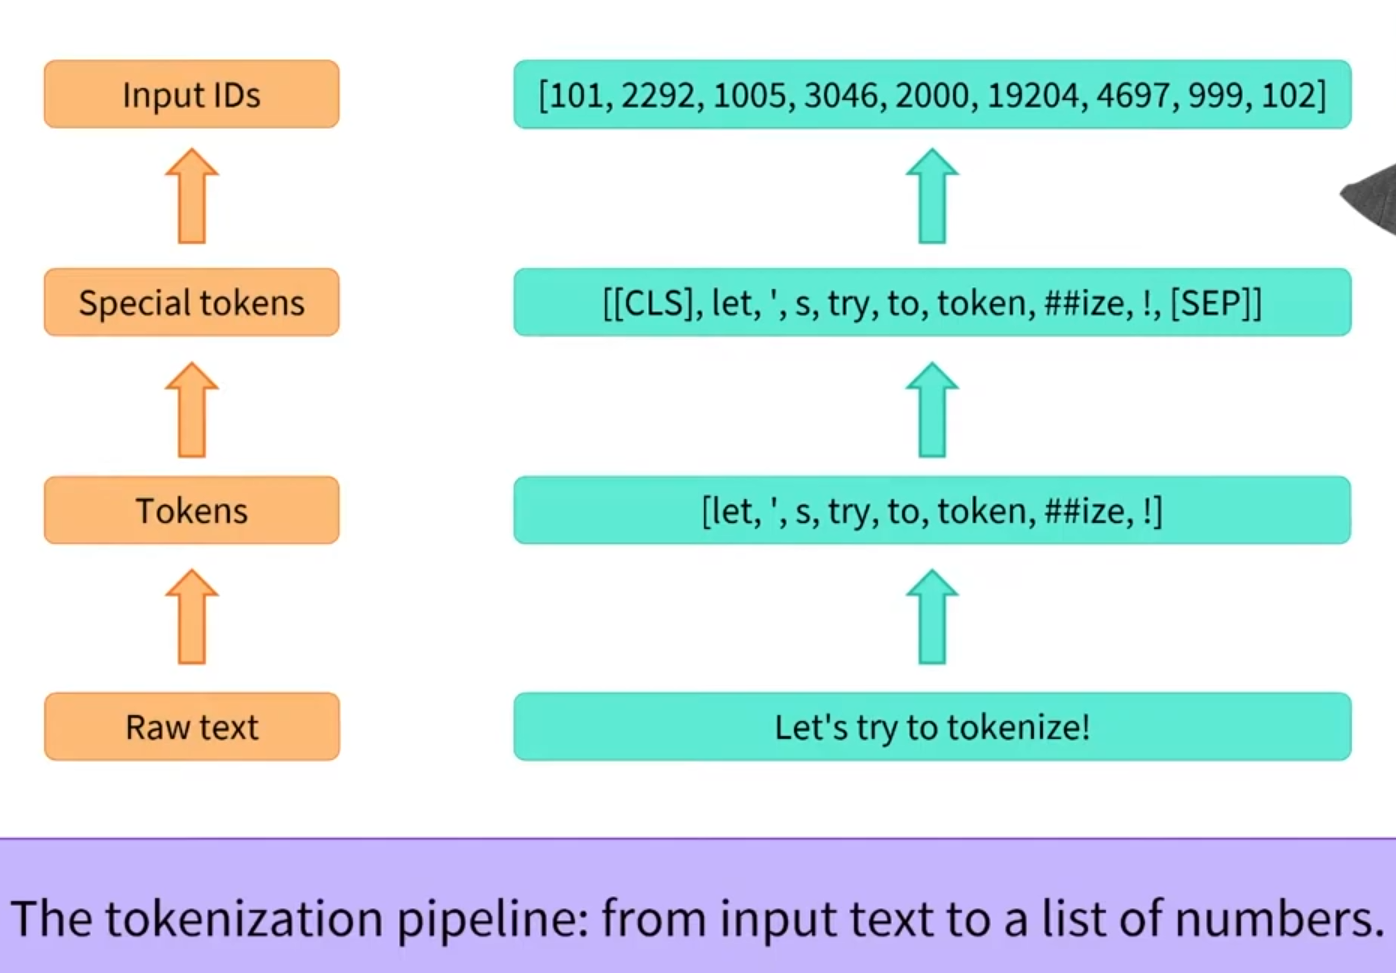 Input IDs
[101, 2292, 1005, 3046, 2000, 19204, 4697, 999, 102]
Special tokens
[[CLS], let, ', s, try, to, token, ##ize, !, [SEP]]
Tokens
[let, ', s, try, to, token, ##ize, !]
Raw text
Let's try to tokenize!
The tokenization pipeline: from input text to a list of numbers.